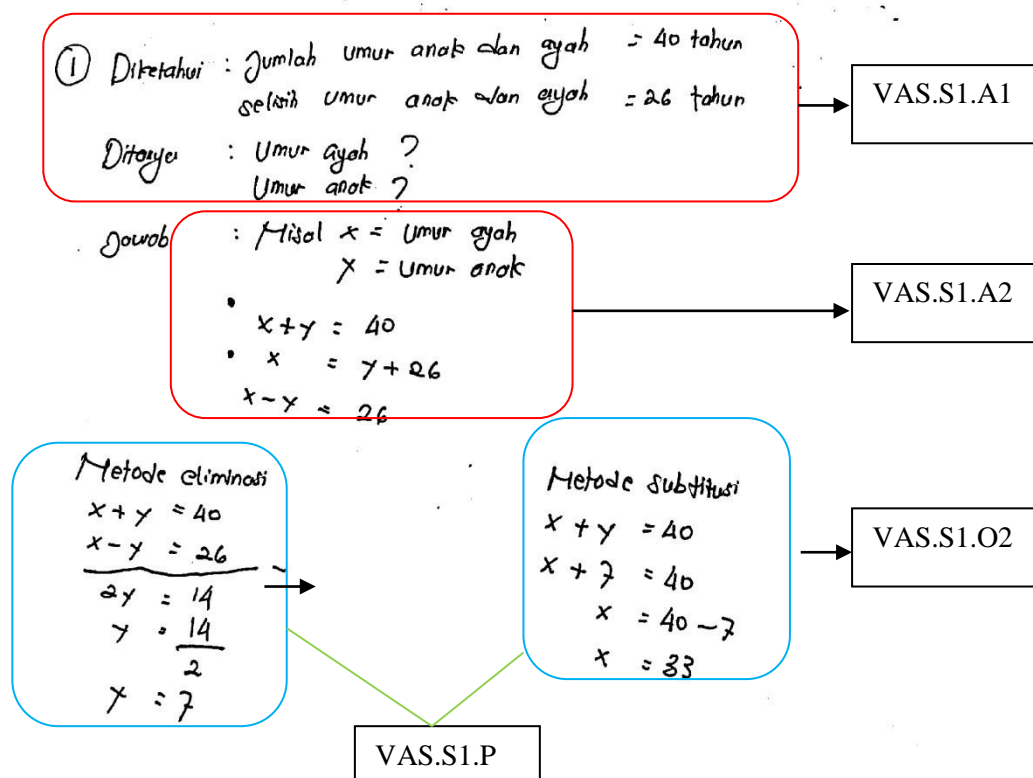 ① Diketahui : Jumlah umur anak dan ayah = 40 tahun
selisih umur anak dan ayah = 26 tahun
Ditanya : Umur ayah ?
Umur anak ?
VAS.S1.A1
Jawab : Misal x = Umur ayah
y = Umur anak
• x + y = 40
• x = y + 26
x - y = 26
VAS.S1.A2
Metode eliminasi
x + y = 40
x - y = 26 -
2y = 14
y = 14
2
y = 7
Metode subtitusi
x + y = 40
x + 7 = 40
x = 40 - 7
x = 33
VAS.S1.O2
VAS.S1.P